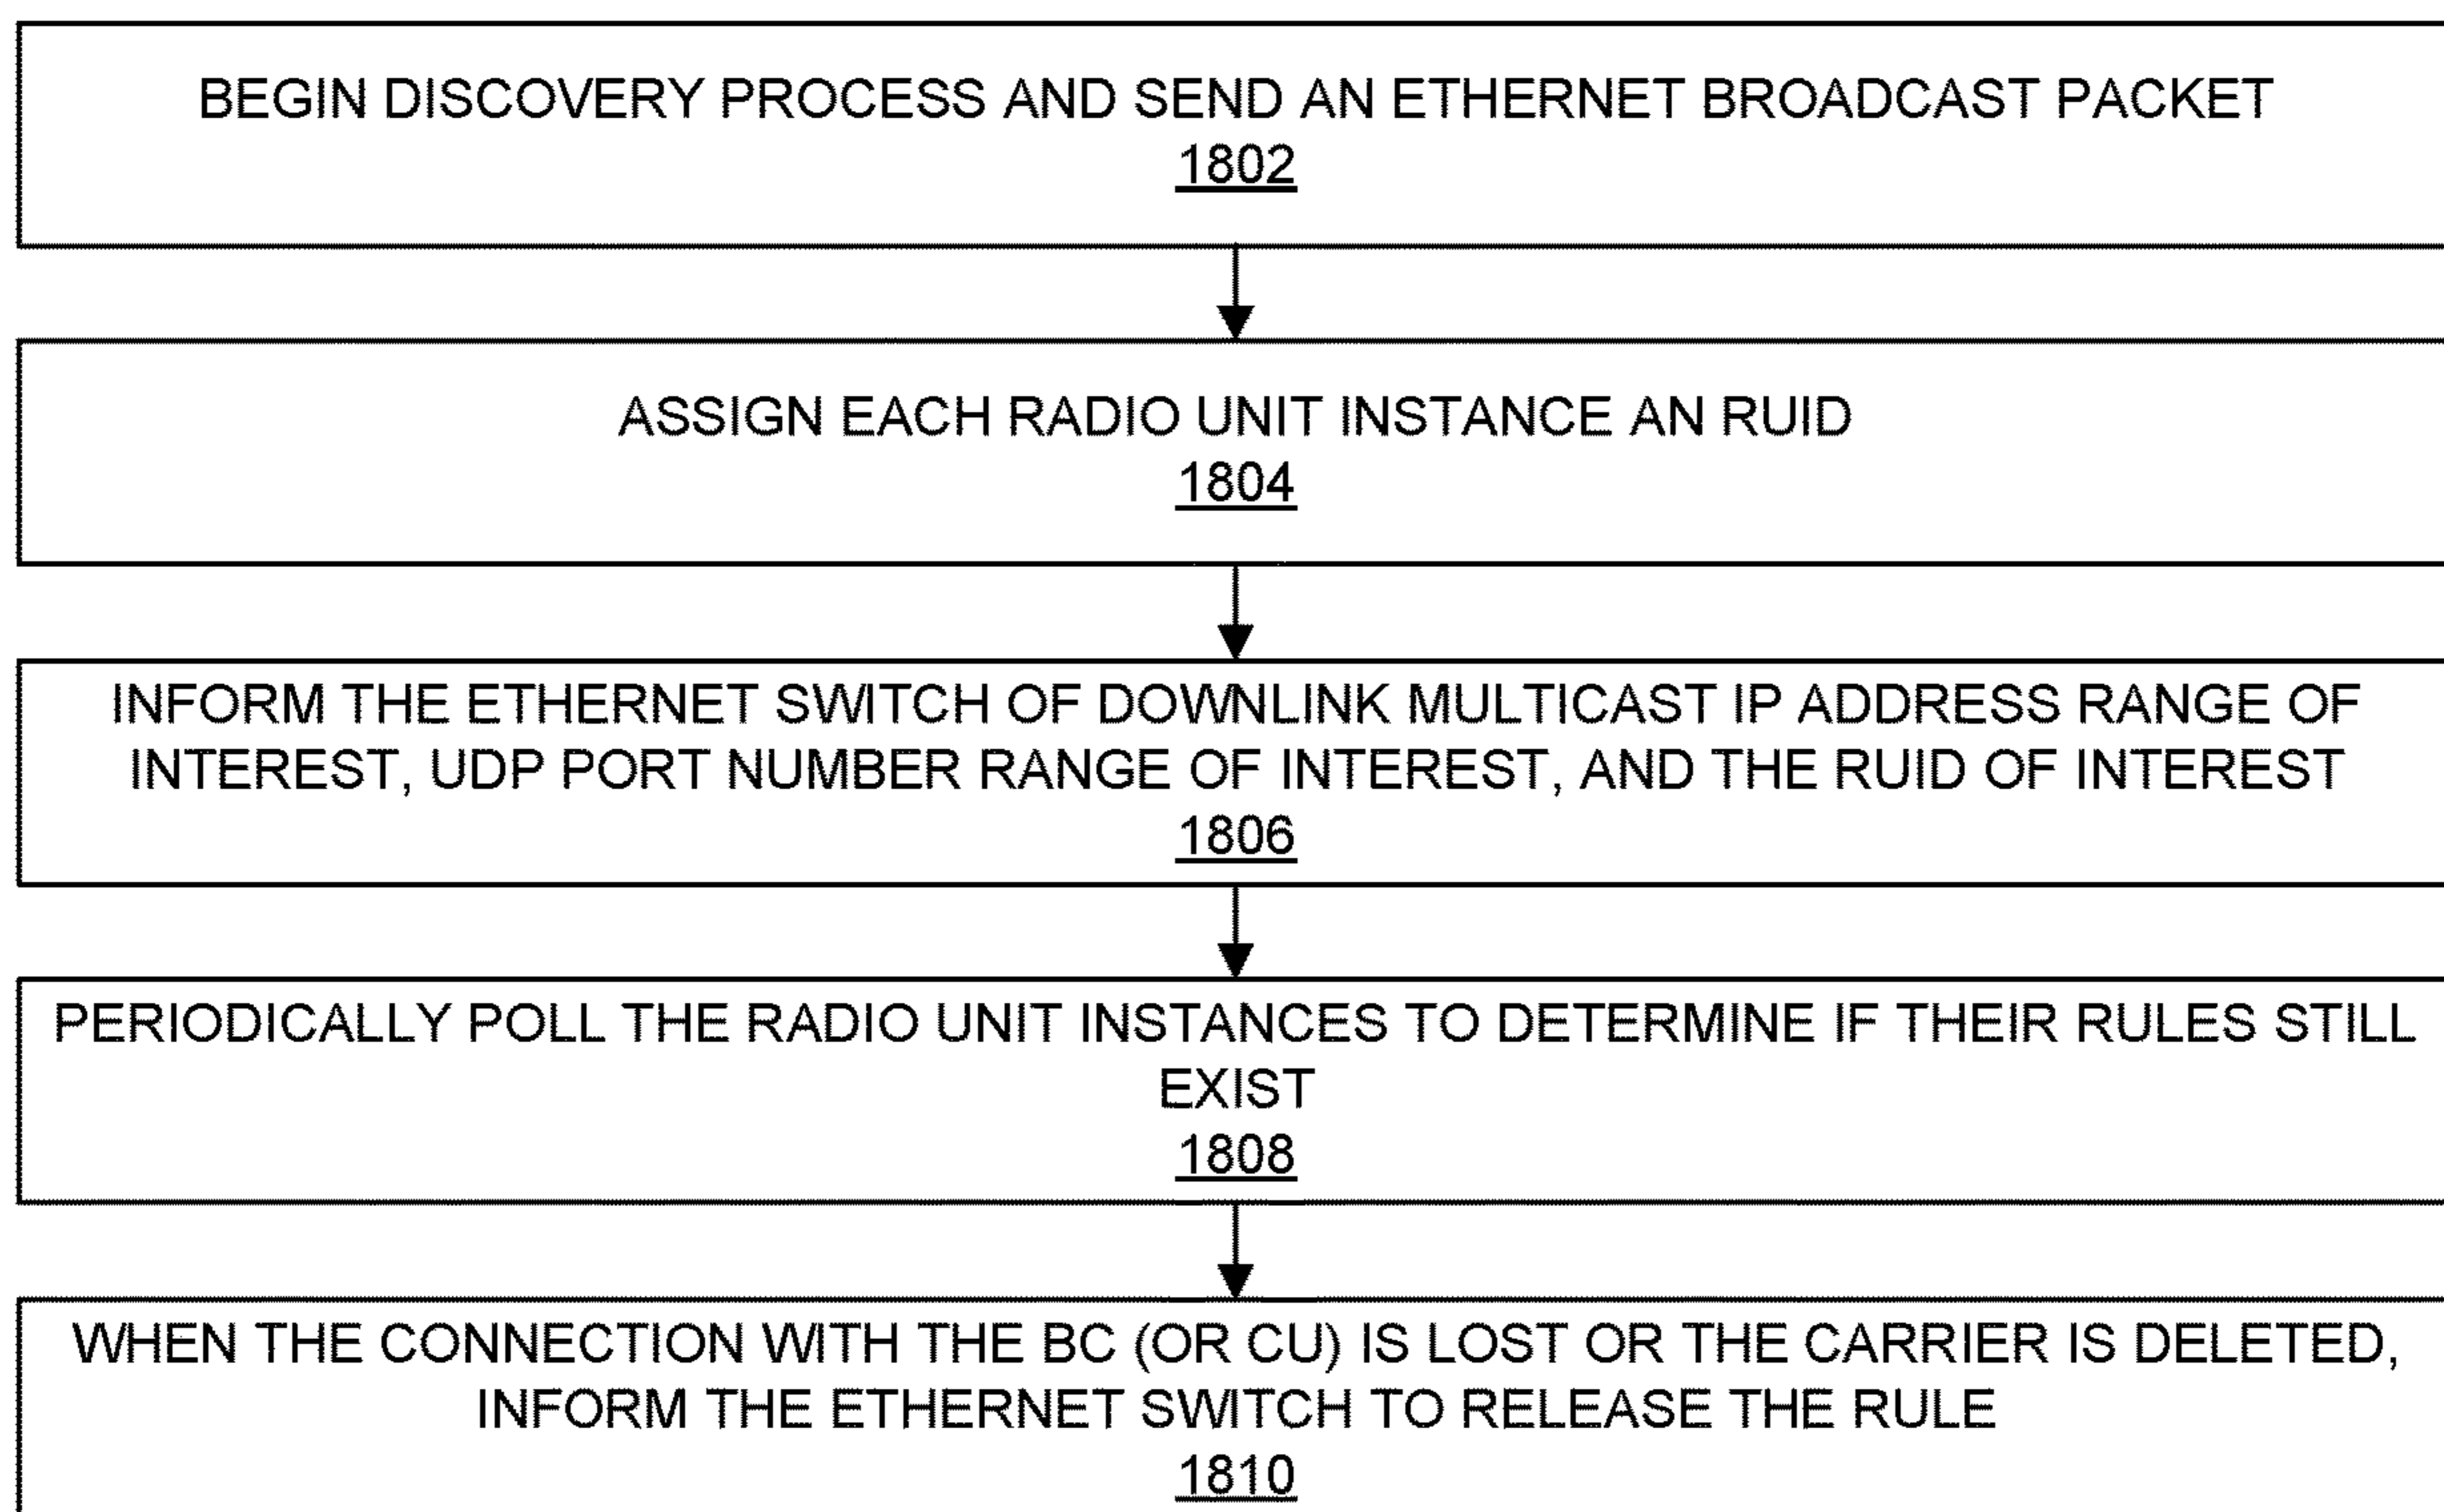 BEGIN DISCOVERY PROCESS AND SEND AN ETHERNET BROADCAST PACKET
1802
ASSIGN EACH RADIO UNIT INSTANCE AN RUID
1804
INFORM THE ETHERNET SWITCH OF DOWNLINK MULTICAST IP ADDRESS RANGE OF
INTEREST, UDP PORT NUMBER RANGE OF INTEREST, AND THE RUID OF INTEREST
1806
PERIODICALLY POLL THE RADIO UNIT INSTANCES TO DETERMINE IF THEIR RULES STILL
EXIST
1808
WHEN THE CONNECTION WITH THE BC (OR CU) IS LOST OR THE CARRIER IS DELETED,
INFORM THE ETHERNET SWITCH TO RELEASE THE RULE
1810